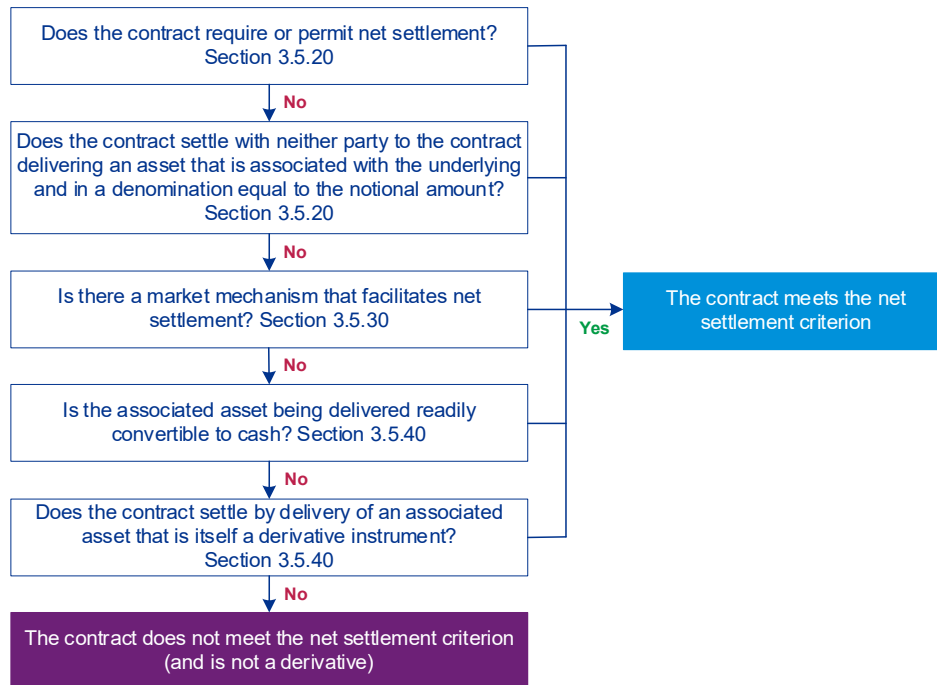 Does the contract require or permit net settlement?
Section 3.5.20
No
Does the contract settle with neither party to the contract
delivering an asset that is associated with the underlying
and in a denomination equal to the notional amount?
Section 3.5.20
No
Is there a market mechanism that facilitates net
settlement? Section 3.5.30
Yes
The contract meets the net
settlement criterion
No
Is the associated asset being delivered readily
convertible to cash? Section 3.5.40
No
Does the contract settle by delivery of an associated
asset that is itself a derivative instrument?
Section 3.5.40
No
The contract does not meet the net settlement criterion
(and is not a derivative)